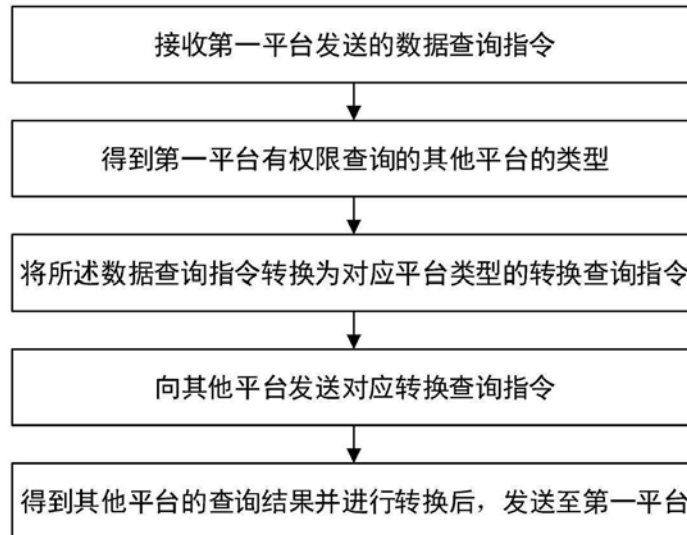 接收第一平台发送的数据查询指令
得到第一平台有权限查询的其他平台的类型
将所述数据查询指令转换为对应平台类型的转换查询指令
向其他平台发送对应转换查询指令
得到其他平台的查询结果并进行转换后，发送至第一平台